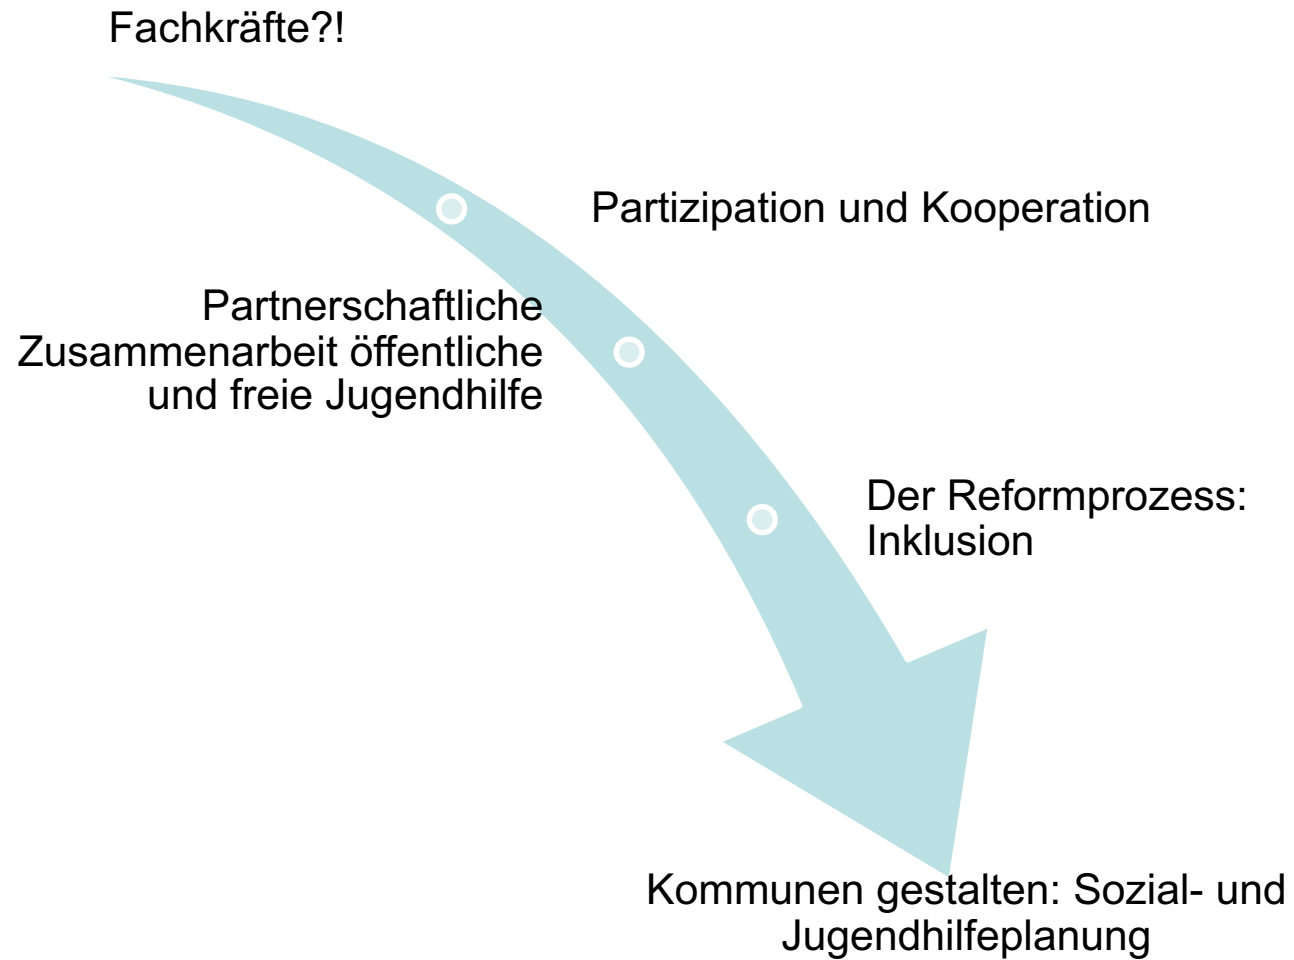 Fachkräfte?!
Partizipation und Kooperation
Partnerschaftliche
Zusammenarbeit öffentliche
und freie Jugendhilfe
Der Reformprozess:
Inklusion
Kommunen gestalten: Sozial- und
Jugendhilfeplanung